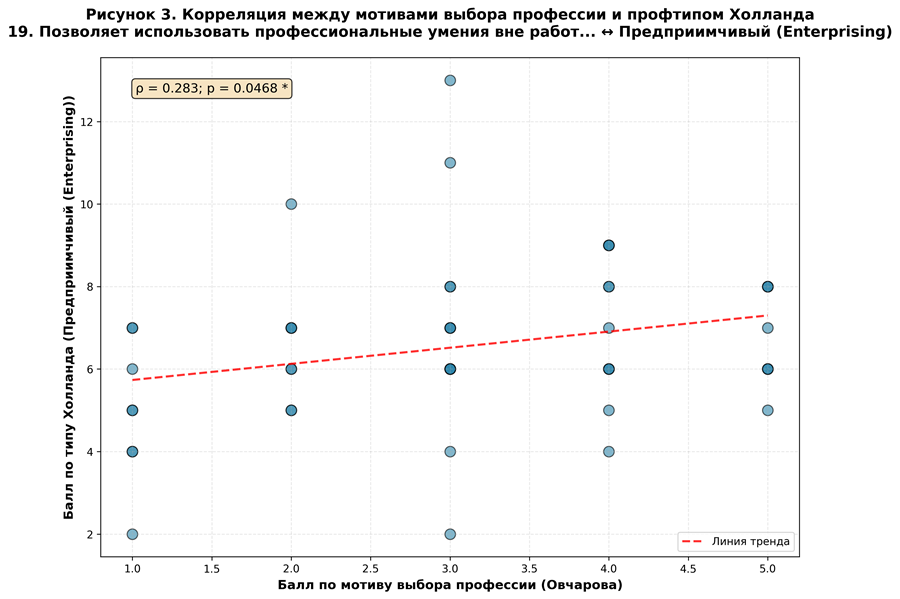 Рисунок 3. Корреляция между мотивами выбора профессии и профтипом Холланда
19. Позволяет использовать профессиональные умения вне работ... ↔ Предприимчивый (Enterprising)
ρ = 0.283; p = 0.0468 *
Балл по типу Холланда (Предприимчивый (Enterprising))
12
10
8
6
4
2
Линия тренда
1.0 1.5 2.0 2.5 3.0 3.5 4.0 4.5 5.0
Балл по мотиву выбора профессии (Овчарова)